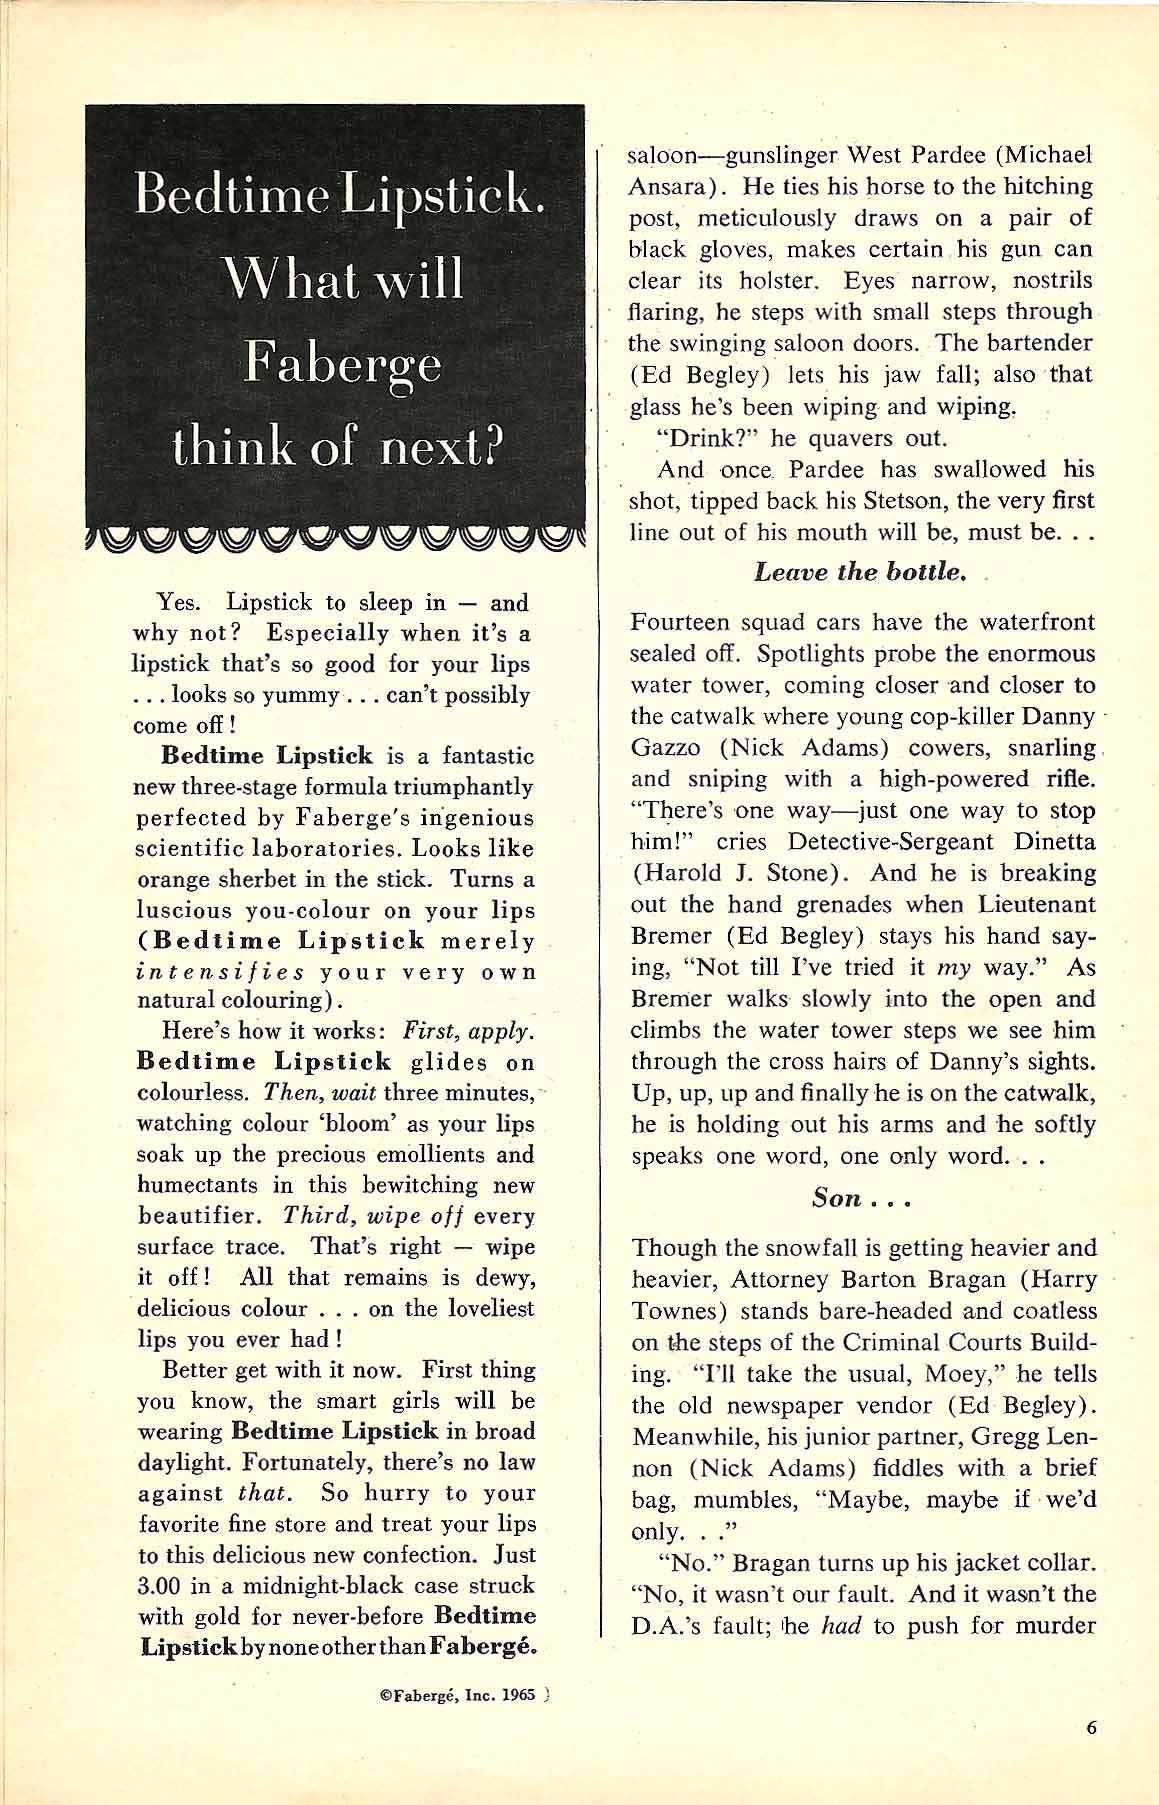 Bedtime Lipstick.
What will
Faberge
think of next?
Yes. Lipstick to sleep in — and
why not? Especially when it's a
lipstick that's so good for your lips
. . . looks so yummy . . . can't possibly
come off!
Bedtime Lipstick is a fantastic
new three-stage formula triumphantly
perfected by Faberge's ingenious
scientific laboratories. Looks like
orange sherbet in the stick. Turns a
luscious you-colour on your lips
(Bedtime Lipstick merely
intensifies your very own
natural colouring).
Here's how it works: First, apply.
Bedtime Lipstick glides on
colourless. Then, wait three minutes,
watching colour 'bloom' as your lips
soak up the precious emollients and
humectants in this bewitching new
beautifier. Third, wipe off every
surface trace. That's right — wipe
it off! All that remains is dewy,
delicious colour . . . on the loveliest
lips you ever had!
Better get with it now. First thing
you know, the smart girls will be
wearing Bedtime Lipstick in broad
daylight. Fortunately, there's no law
against that. So hurry to your
favorite fine store and treat your lips
to this delicious new confection. Just
3.00 in a midnight-black case struck
with gold for never-before Bedtime
Lipstick by none other than Fabergé.
©Fabergé, Inc. 1965
saloon—gunslinger West Pardee (Michael
Ansara). He ties his horse to the hitching
post, meticulously draws on a pair of
black gloves, makes certain his gun can
clear its holster. Eyes narrow, nostrils
flaring, he steps with small steps through
the swinging saloon doors. The bartender
(Ed Begley) lets his jaw fall; also that
glass he's been wiping and wiping.
"Drink?" he quavers out.
And once Pardee has swallowed his
shot, tipped back his Stetson, the very first
line out of his mouth will be, must be. . .
Leave the bottle.
Fourteen squad cars have the waterfront
sealed off. Spotlights probe the enormous
water tower, coming closer and closer to
the catwalk where young cop-killer Danny
Gazzo (Nick Adams) cowers, snarling
and sniping with a high-powered rifle.
"There's one way—just one way to stop
him!" cries Detective-Sergeant Dinetta
(Harold J. Stone). And he is breaking
out the hand grenades when Lieutenant
Bremer (Ed Begley) stays his hand say-
ing, "Not till I've tried it my way." As
Bremer walks slowly into the open and
climbs the water tower steps we see him
through the cross hairs of Danny's sights.
Up, up, up and finally he is on the catwalk,
he is holding out his arms and he softly
speaks one word, one only word. . .
Son . . .
Though the snowfall is getting heavier and
heavier, Attorney Barton Bragan (Harry
Townes) stands bare-headed and coatless
on the steps of the Criminal Courts Build-
ing. "I'll take the usual, Moey," he tells
the old newspaper vendor (Ed Begley).
Meanwhile, his junior partner, Gregg Len-
non (Nick Adams) fiddles with a brief
bag, mumbles, "Maybe, maybe if we'd
only. . ."
"No." Bragan turns up his jacket collar.
"No, it wasn't our fault. And it wasn't the
D.A.'s fault; he had to push for murder
6